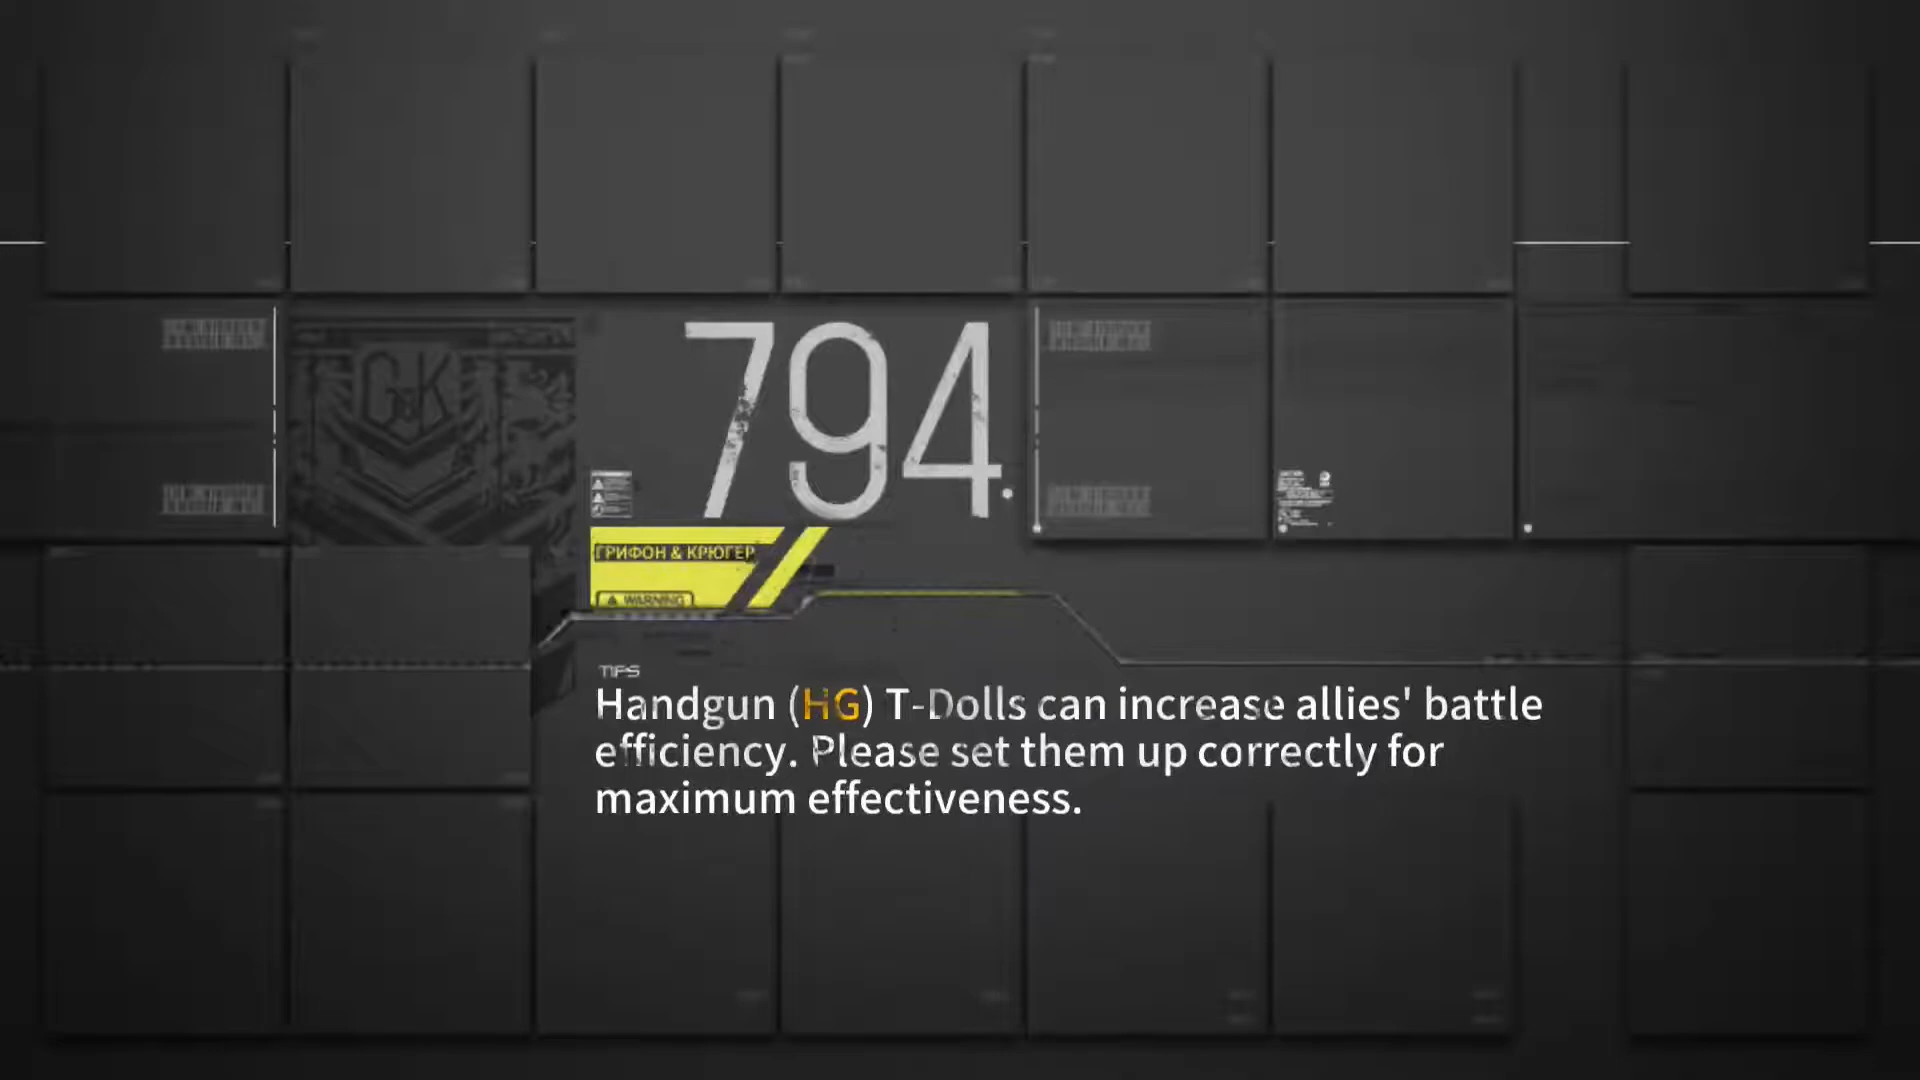 G&K
794.
ГРИФОН & КРЮГЕР
WARNING
TIPS
Handgun (HG) T-Dolls can increase allies' battle
efficiency. Please set them up correctly for
maximum effectiveness.